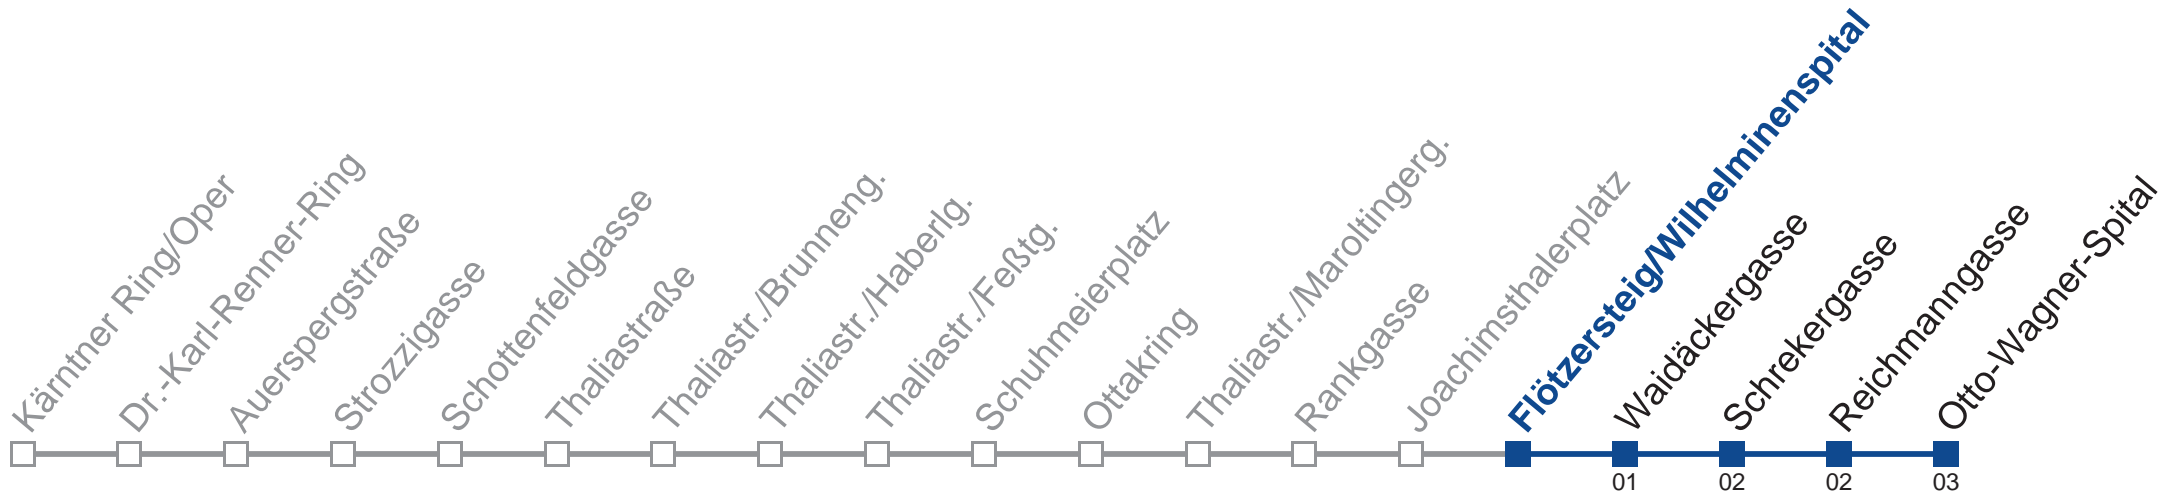 Kärntner Ring/Oper
Dr.-Karl-Renner-Ring
Auerspergstraße
Strozzigasse
Schottenfeldgasse
Thaliastraße
Thaliastr./Brunneng.
Thaliastr./Haberlg.
Thaliastr./Feßtg.
Schuhmeierplatz
Ottakring
Thaliastr./Maroltingerg.
Rankgasse
Joachimsthalerplatz
Flötzersteig/Wilhelminenspital
Waidäckergasse
Schrekergasse
Reichmanngasse
Otto-Wagner-Spital
01 02 02 03